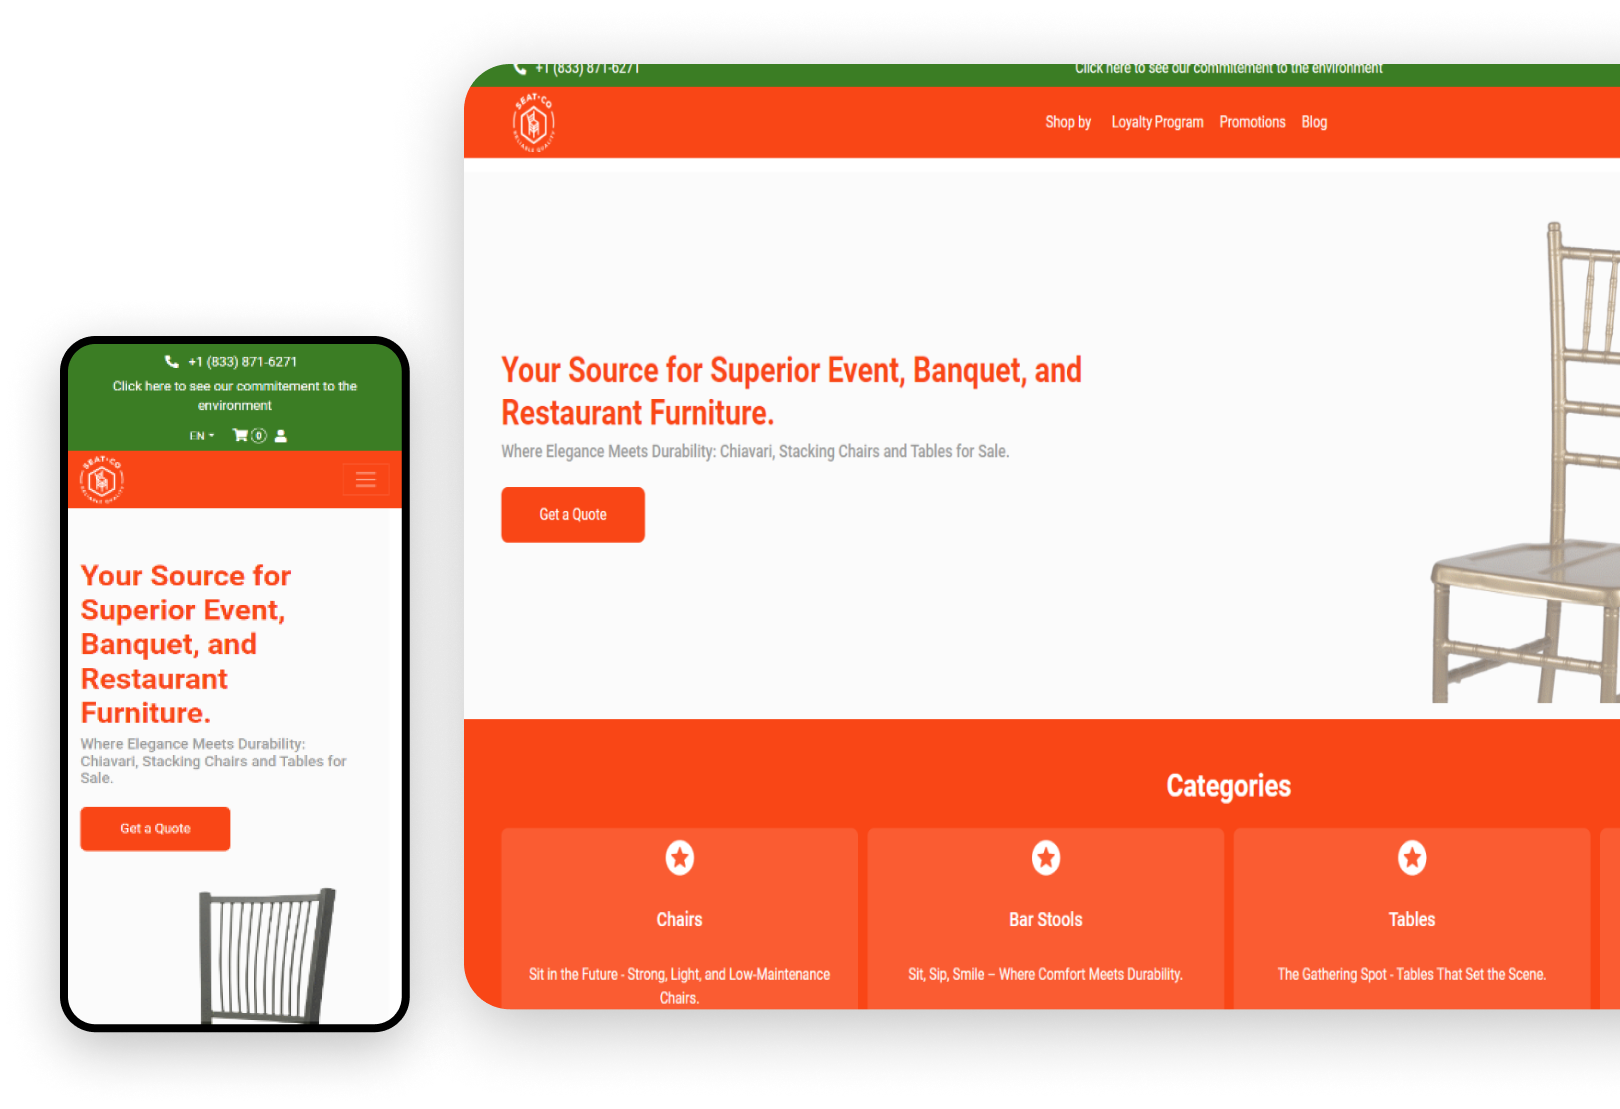 +1 (833) 871-6271
Click here to see our commitement to the
environment
EN
0
SEAT·CO
RELIABLE QUALITY
Your Source for
Superior Event,
Banquet, and
Restaurant
Furniture.
Where Elegance Meets Durability:
Chiavari, Stacking Chairs and Tables for
Sale.
Get a Quote
+1 (833) 871-6271
Click here to see our commitement to the environment
SEAT·CO
RELIABLE QUALITY
Shop by Loyalty Program Promotions Blog
Your Source for Superior Event, Banquet, and
Restaurant Furniture.
Where Elegance Meets Durability: Chiavari, Stacking Chairs and Tables for Sale.
Get a Quote
Categories
Chairs
Sit in the Future - Strong, Light, and Low-Maintenance
Chairs.
Bar Stools
Sit, Sip, Smile – Where Comfort Meets Durability.
Tables
The Gathering Spot - Tables That Set the Scene.